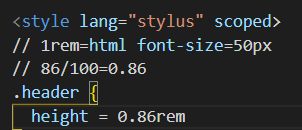 <style lang="stylus" scoped>
// 1rem=html font-size=50px
// 86/100=0.86
.header {
  height = 0.86rem